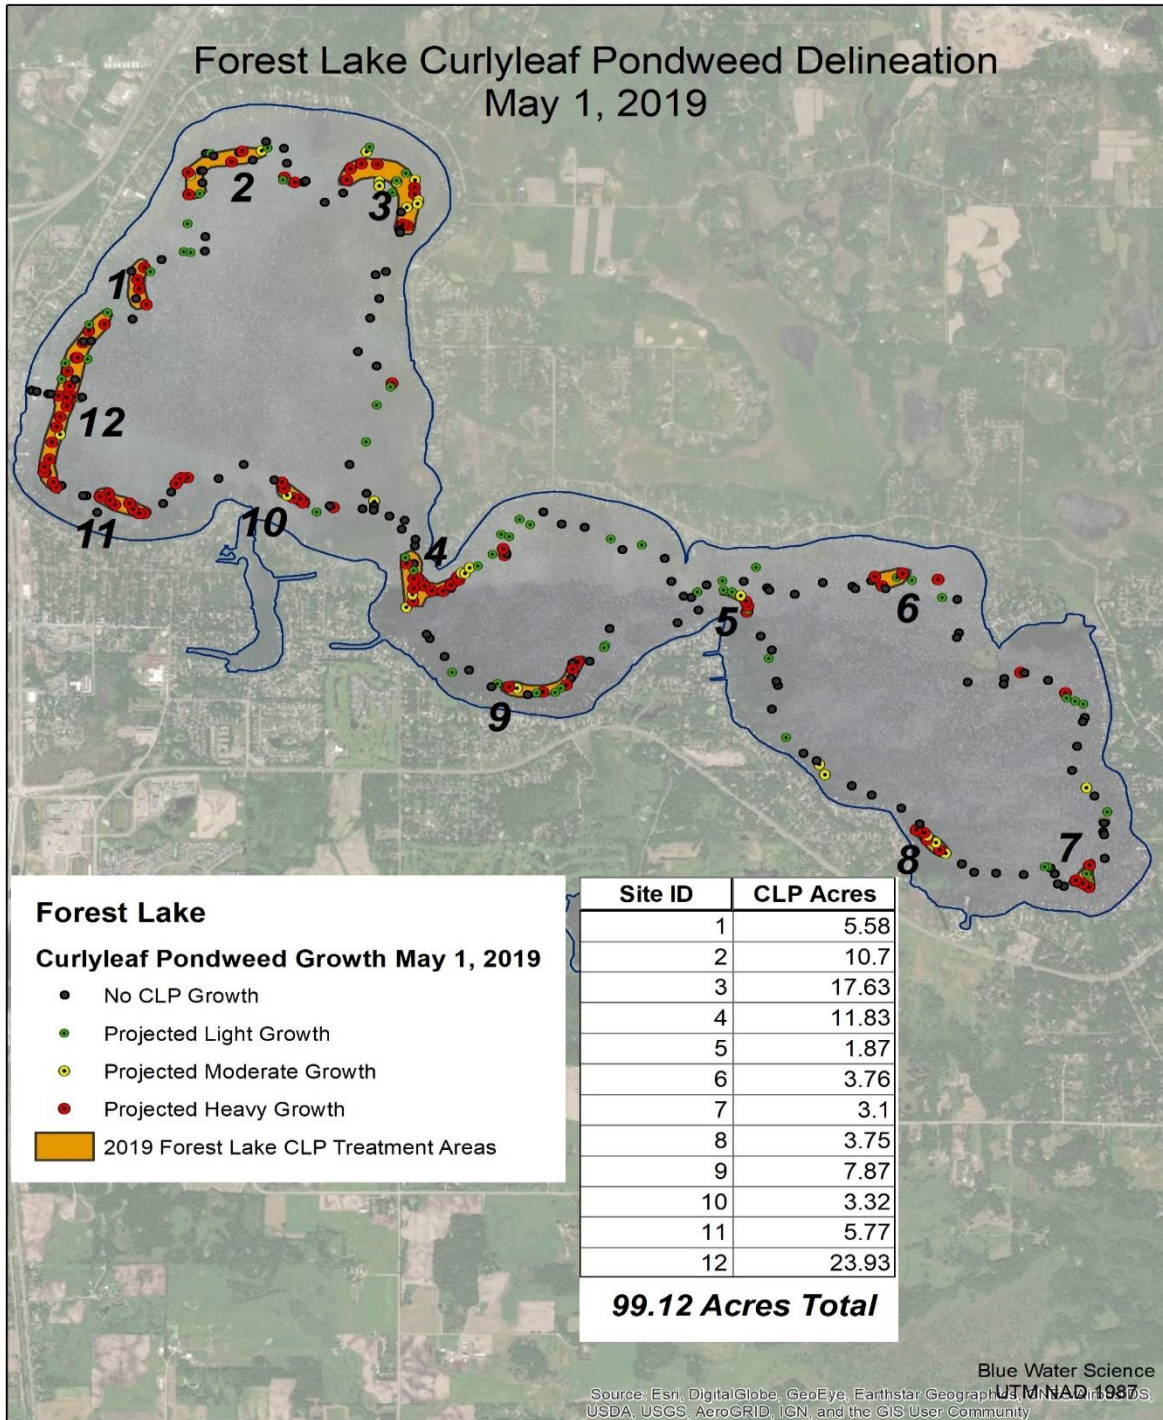 Forest Lake Curlyleaf Pondweed Delineation
May 1, 2019
2
3
1
12
11
10
4
5
6
9
8
7
Forest Lake
Curlyleaf Pondweed Growth May 1, 2019
No CLP Growth
Projected Light Growth
Projected Moderate Growth
Projected Heavy Growth
2019 Forest Lake CLP Treatment Areas
Site ID CLP Acres
1 5.58
2 10.7
3 17.63
4 11.83
5 1.87
6 3.76
7 3.1
8 3.75
9 7.87
10 3.32
11 5.77
12 23.93
99.12 Acres Total
Blue Water Science
UTM NAD 1987
Source: Esri, DigitalGlobe, GeoEye, Earthstar Geographics,
USDA, USGS, AeroGRID, IGN, and the GIS User Community